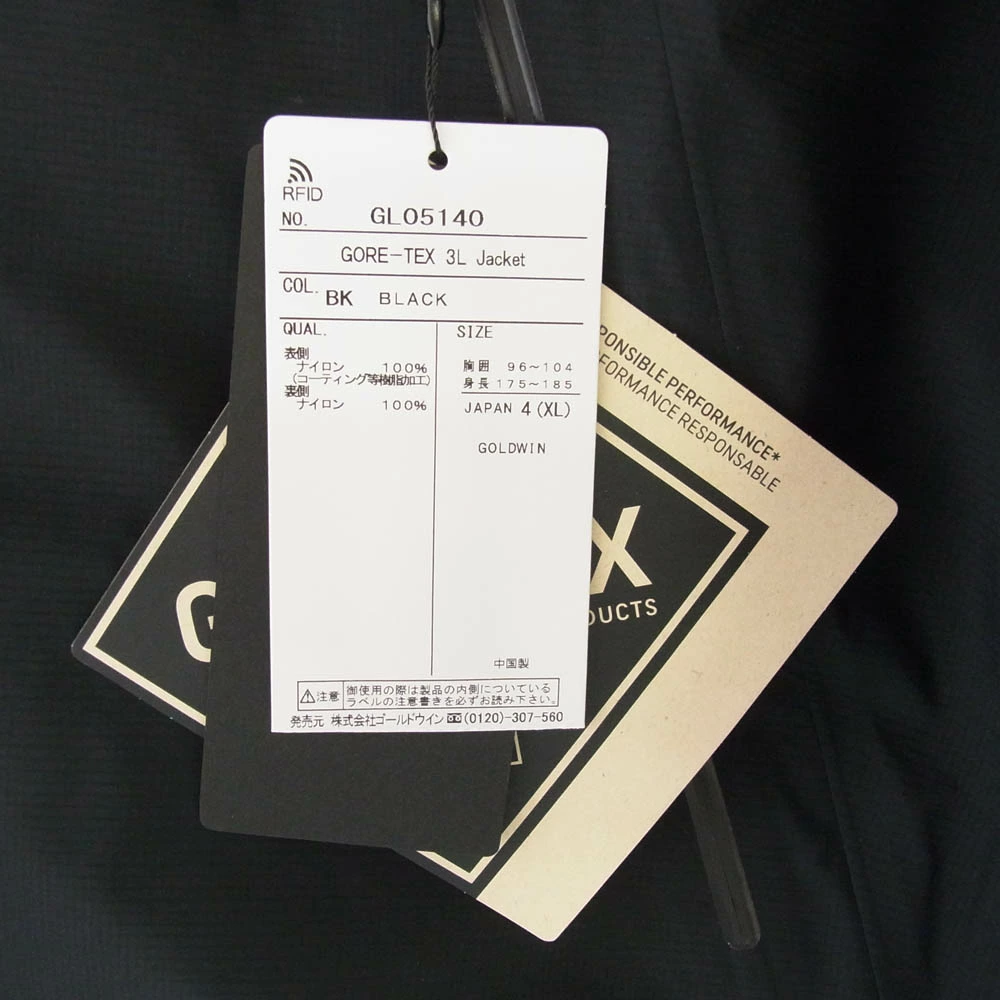 RFID
NO. GL05140
GORE-TEX 3L Jacket
COL. BK BLACK
QUAL.
表側
ナイロン 100%
(コーティング等樹脂加工)
裏側
ナイロン 100%
SIZE
胸囲 96~104
身長 175~185
JAPAN 4 (XL)
GOLDWIN
中国製
注意 御使用の際は製品の内側についている
ラベルの注意書きを必ずお読み下さい。
発売元 株式会社ゴールドウイン (0120)-307-560
PONSIBLE PERFORMANCE*
FORMANCE RESPONSABLE
G
X
DUCTS